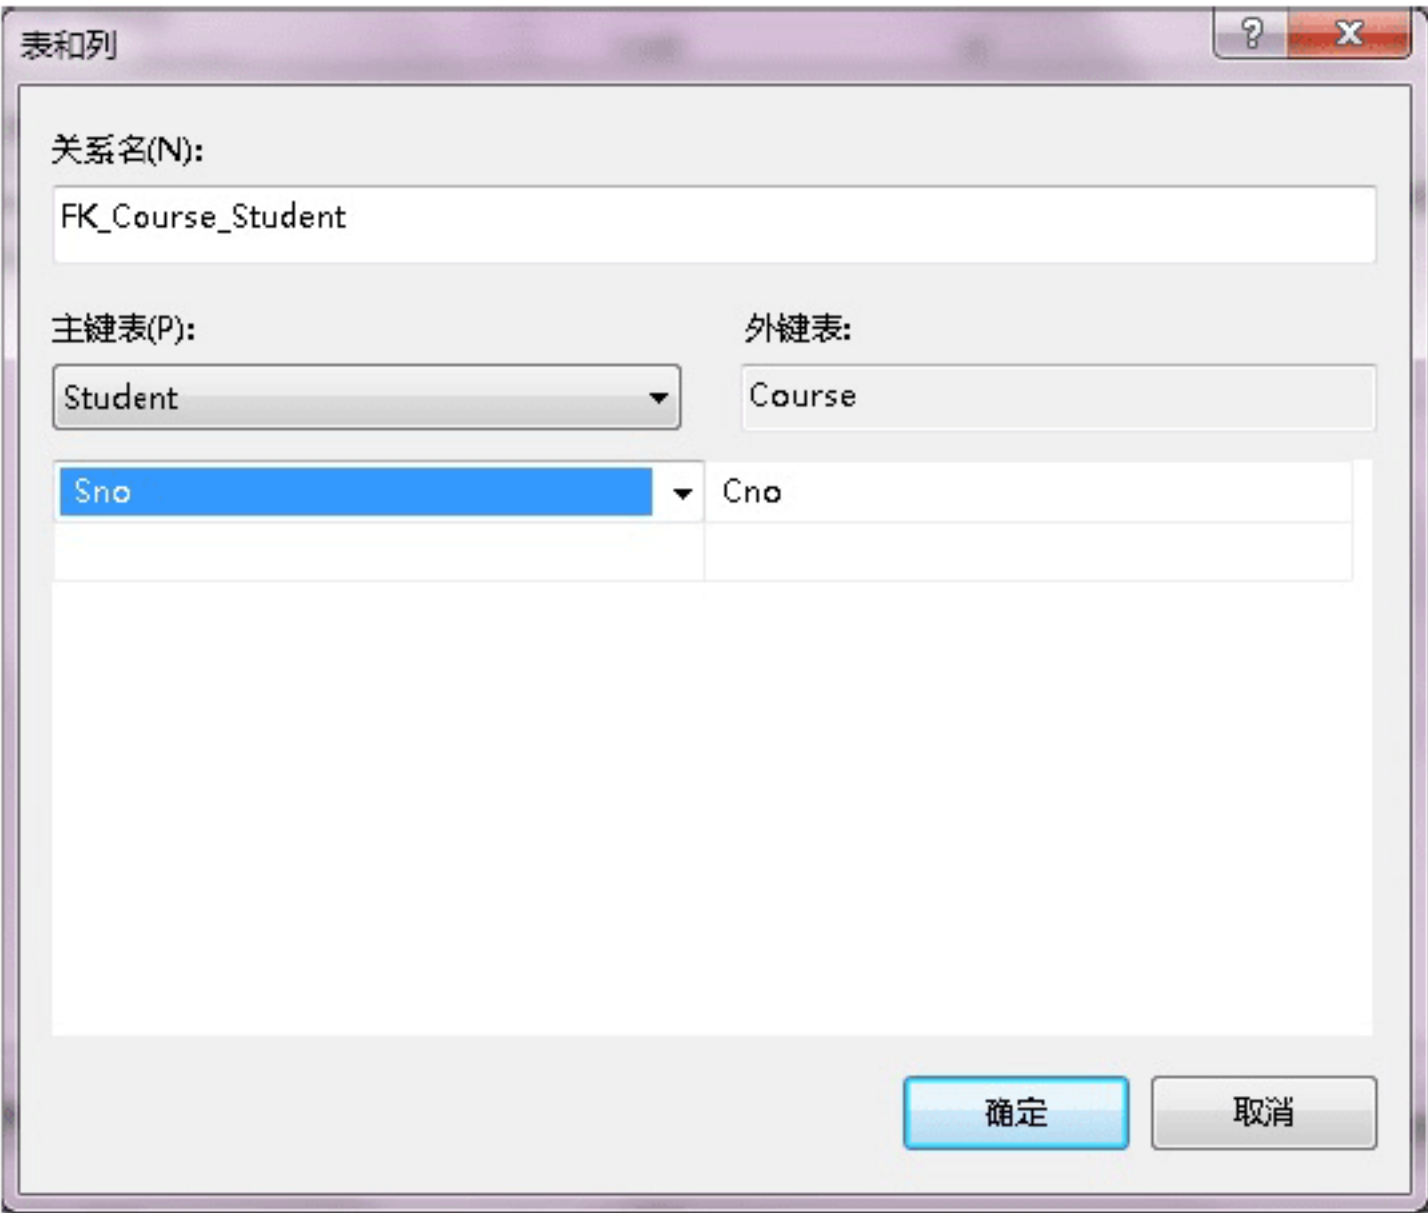 表和列
?
关系名(N):
FK_Course_Student
主键表(P):
外键表:
Student
Course
Sno
Cno
确定
取消